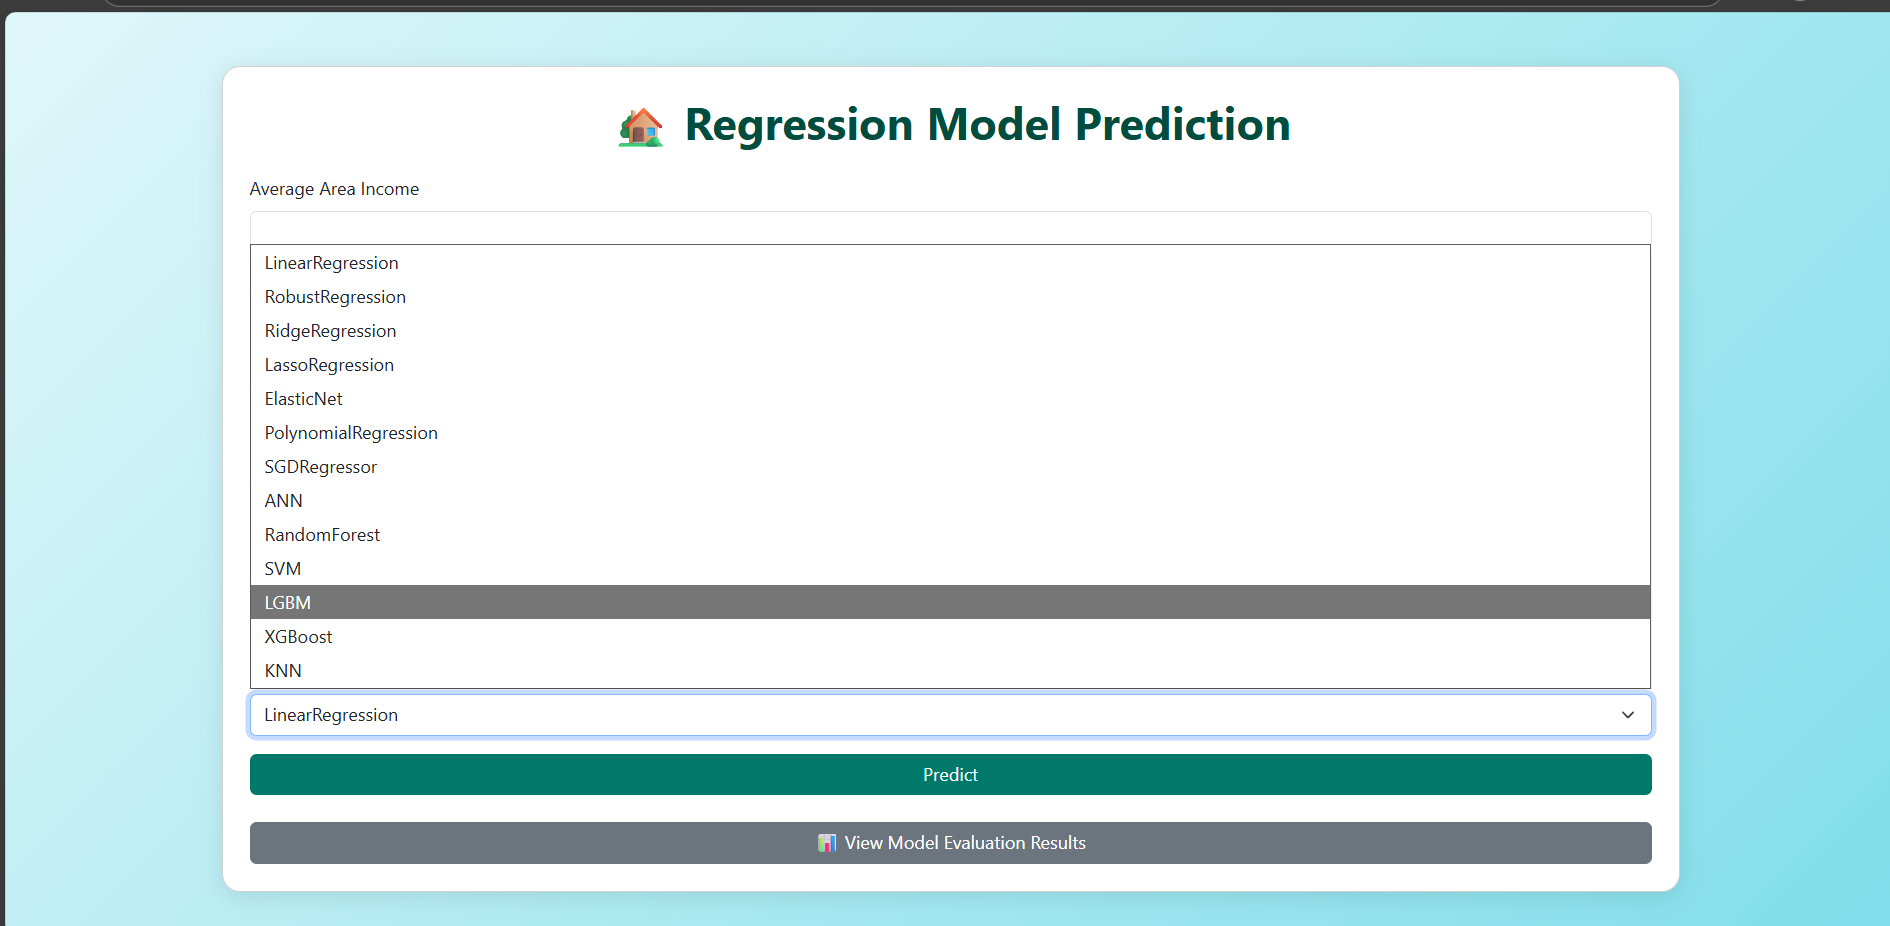 Regression Model Prediction
Average Area Income
LinearRegression
RobustRegression
RidgeRegression
LassoRegression
ElasticNet
PolynomialRegression
SGDRegressor
ANN
RandomForest
SVM
LGBM
XGBoost
KNN
LinearRegression
Predict
View Model Evaluation Results